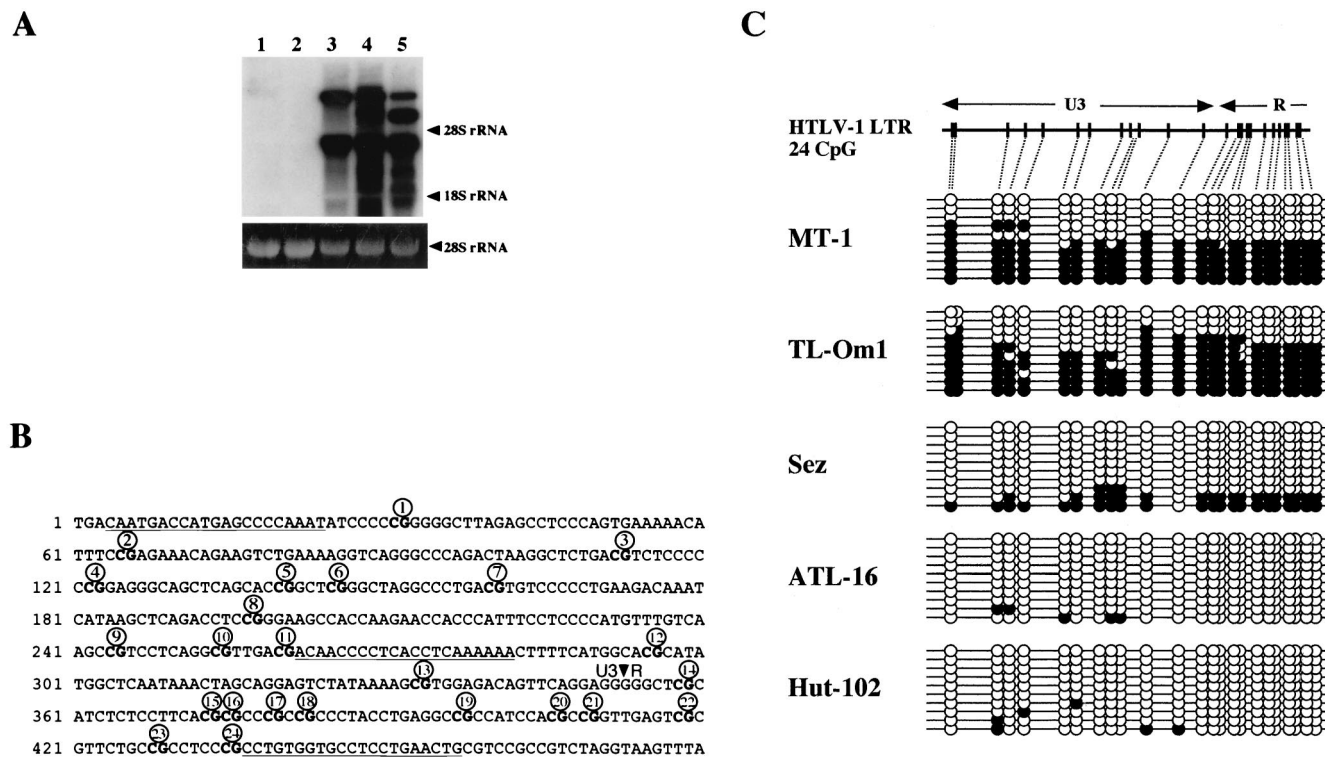 A
1 2 3 4 5
28S rRNA
18S rRNA
28S rRNA
B
1
1 TGACAATGACCATGAGCCCCAAATATCCCCCGGGGGCTTAGAGCCTCCCAGTGAAAAACA
2 3
61 TTTCCGAGAAACAGAAGTCTGAAAAGGTCAGGGCCCAGACTAAGGCTCTGACGTCTCCCC
4 5 6 7
121 CCGGAGGGCAGCTCAGCACCGGCTCGGGCTAGGCCCTGACGTGTCCCCCTGAAGACAAAT
8
181 CATAAGCTCAGACCTCCGGGAAGCCACCAAGAACCACCCATTTCCTCCCCATGTTTGTCA
9 10 11 12
241 AGCCGTCCTCAGGCGTTGACGACAACCCCTCACCTCAAAAAACTTTTCATGGCACGCATA
13 U3▼R 14
301 TGGCTCAATAAACTAGCAGGAGTCTATAAAAGCGTGGAGACAGTTCAGGAGGGGGCTCGC
15 16 17 18 19 20 21 22
361 ATCTCTCCTTCACGCGCCCGCCGCCCTACCTGAGGCCGCCATCCACGCCGGTTGAGTCGC
23 24
421 GTTCTGCCGCCTCCCGCCTGTGGTGCCTCCTGAACTGCGTCCGCCGTCTAGGTAAGTTTA
C
U3 R
HTLV-1 LTR
24 CpG
MT-1
TL-Om1
Sez
ATL-16
Hut-102